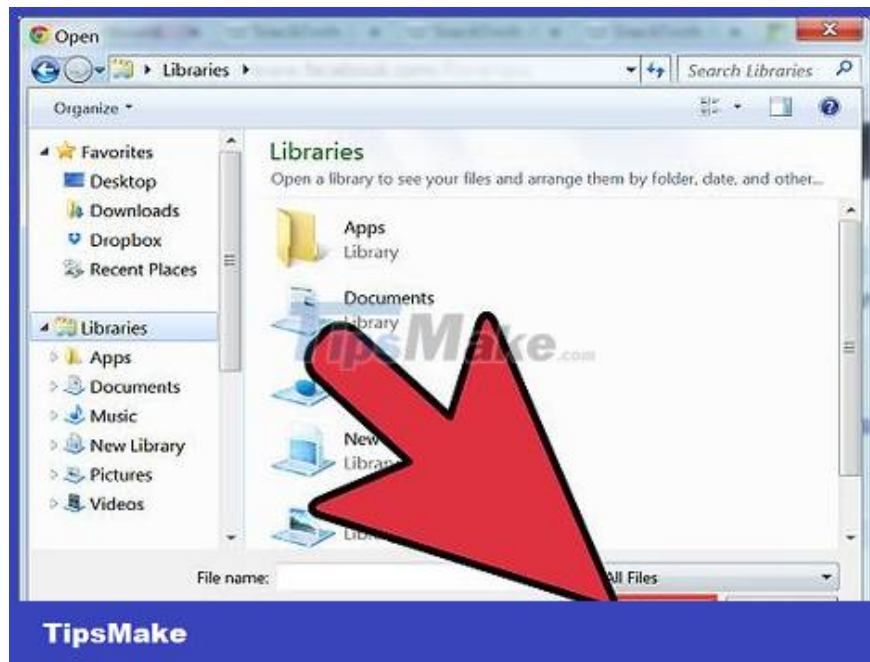 Open
Libraries
Search Libraries
Organize
Favorites
Desktop
Downloads
Dropbox
Recent Places
Libraries
Apps
Documents
Music
New Library
Pictures
Videos
Libraries
Open a library to see your files and arrange them by folder, date, and other...
Apps
Library
Documents
Library
TipsMake.com
New
File name:
All Files
TipsMake